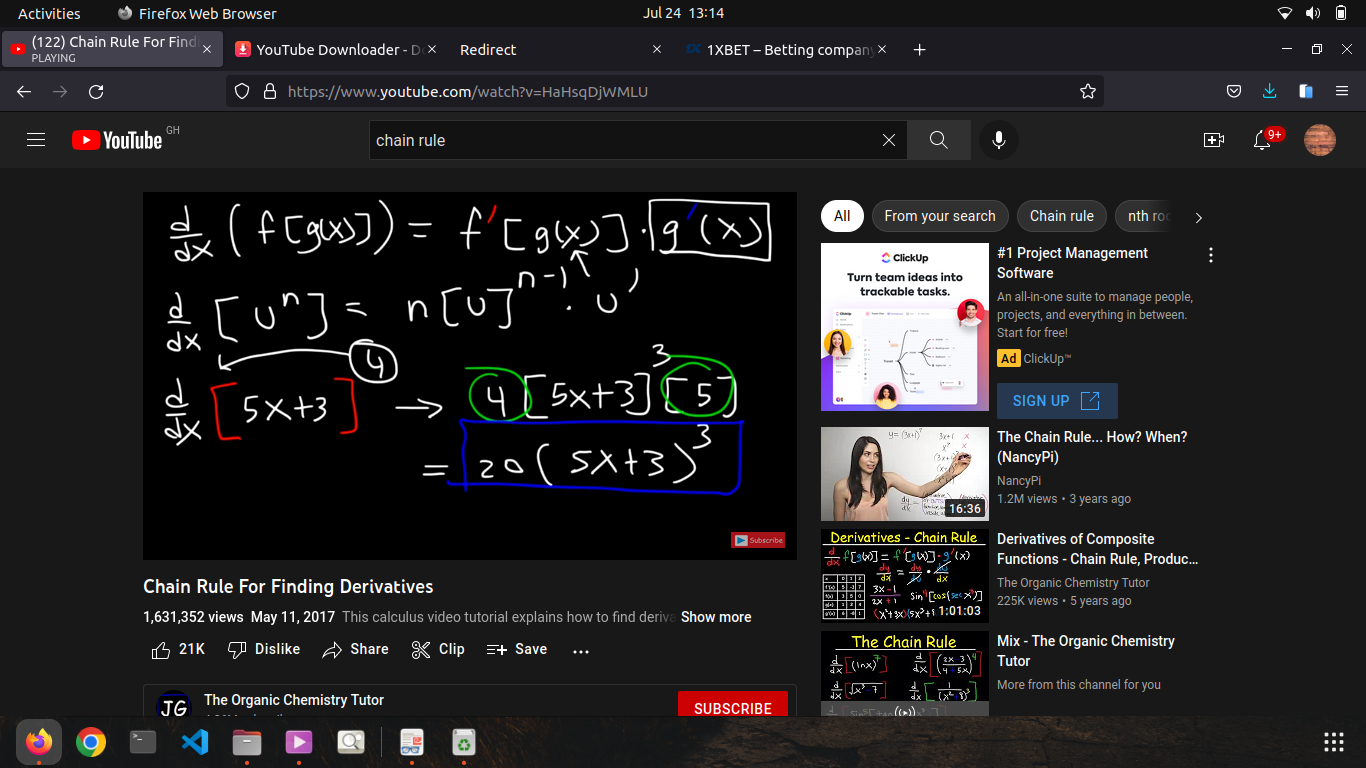 Activities Firefox Web Browser Jul 24 13:14
(122) Chain Rule For Findi
PLAYING
YouTube Downloader - Do
Redirect
1XBET – Betting company
https://www.youtube.com/watch?v=HaHsqDjWMLU
YouTube GH
chain rule
9+
d/dx (f[g(x)]) = f'[g(x)] · g'(x)
d/dx [u^n] = n[u]^n-1 · u'
4
d/dx [5x+3] → 4[5x+3]^3[5]
= 20(5x+3)^3
Subscribe
Chain Rule For Finding Derivatives
1,631,352 views May 11, 2017 This calculus video tutorial explains how to find deriva Show more
21K Dislike Share Clip Save
JG
The Organic Chemistry Tutor
SUBSCRIBE
All From your search Chain rule nth roo
ClickUp
Turn team ideas into
trackable tasks.
#1 Project Management
Software
An all-in-one suite to manage people,
projects, and everything in between.
Start for free!
Ad ClickUp™
SIGN UP
16:36
The Chain Rule... How? When?
(NancyPi)
NancyPi
1.2M views • 3 years ago
Derivatives - Chain Rule
d/dx f[g(x)] = f'[g(x)] · g'(x)
1:01:03
Derivatives of Composite
Functions - Chain Rule, Produc...
The Organic Chemistry Tutor
225K views • 5 years ago
The Chain Rule
Mix - The Organic Chemistry
Tutor
More from this channel for you